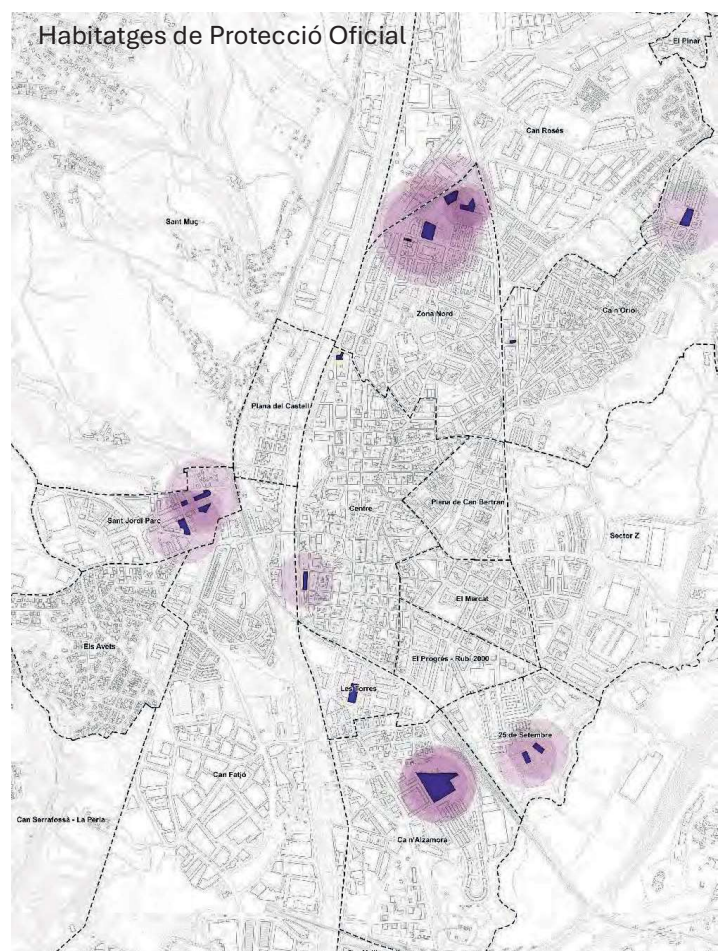 Habitatges de Protecció Oficial
El Pinar
Can Rosés
Sant Muç
Ca n'Oriol
Zona Nord
Plana del Castell
Centre
Plana de Can Bertran
Sant Jordi Parc
Sector Z
El Mercat
Els Avets
El Progrés - Rubí 2000
Les Torres
25 de Setembre
Can Fatjó
Can Serrafossà - La Perla
Ca n'Alzamora